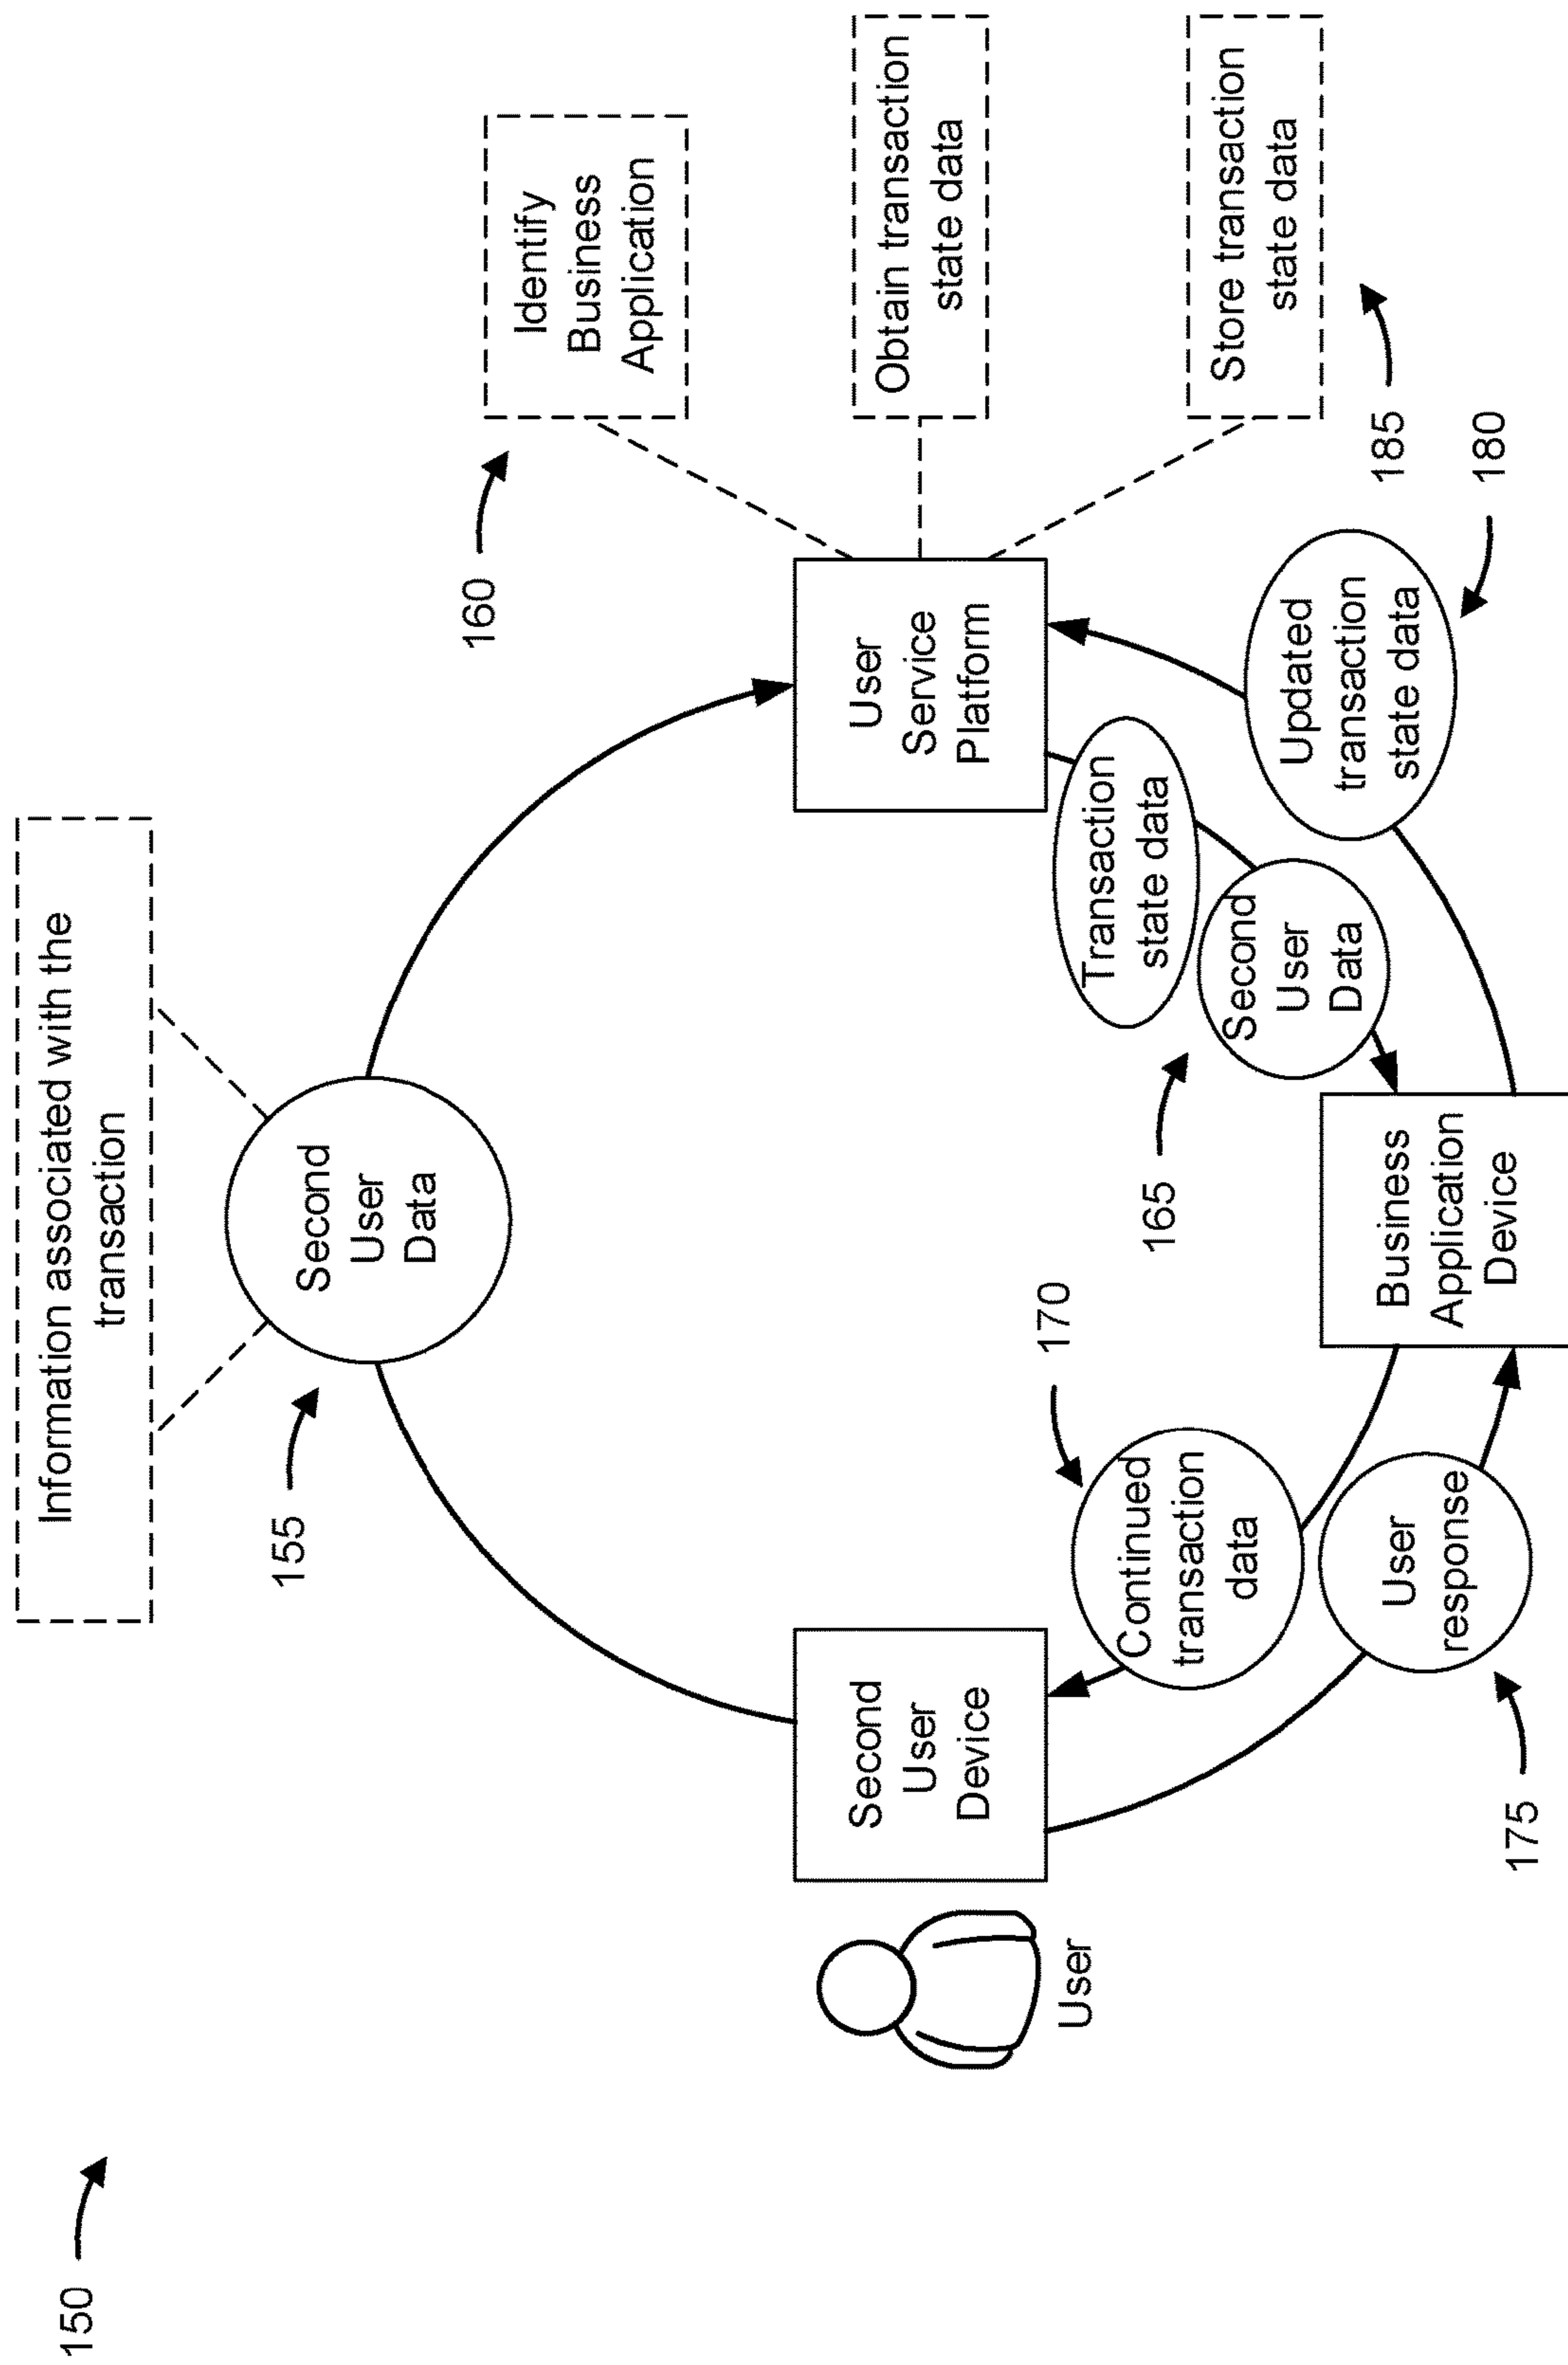 150
Information associated with the
transaction
155
Second
User
Data
160
Identify
Business
Application
User
Second
User
Device
User
Service
Platform
Obtain transaction
state data
Store transaction
state data
185
170
Continued
transaction
data
165
Transaction
state data
Second
User
Data
Updated
transaction
state data
180
175
User
response
Business
Application
Device